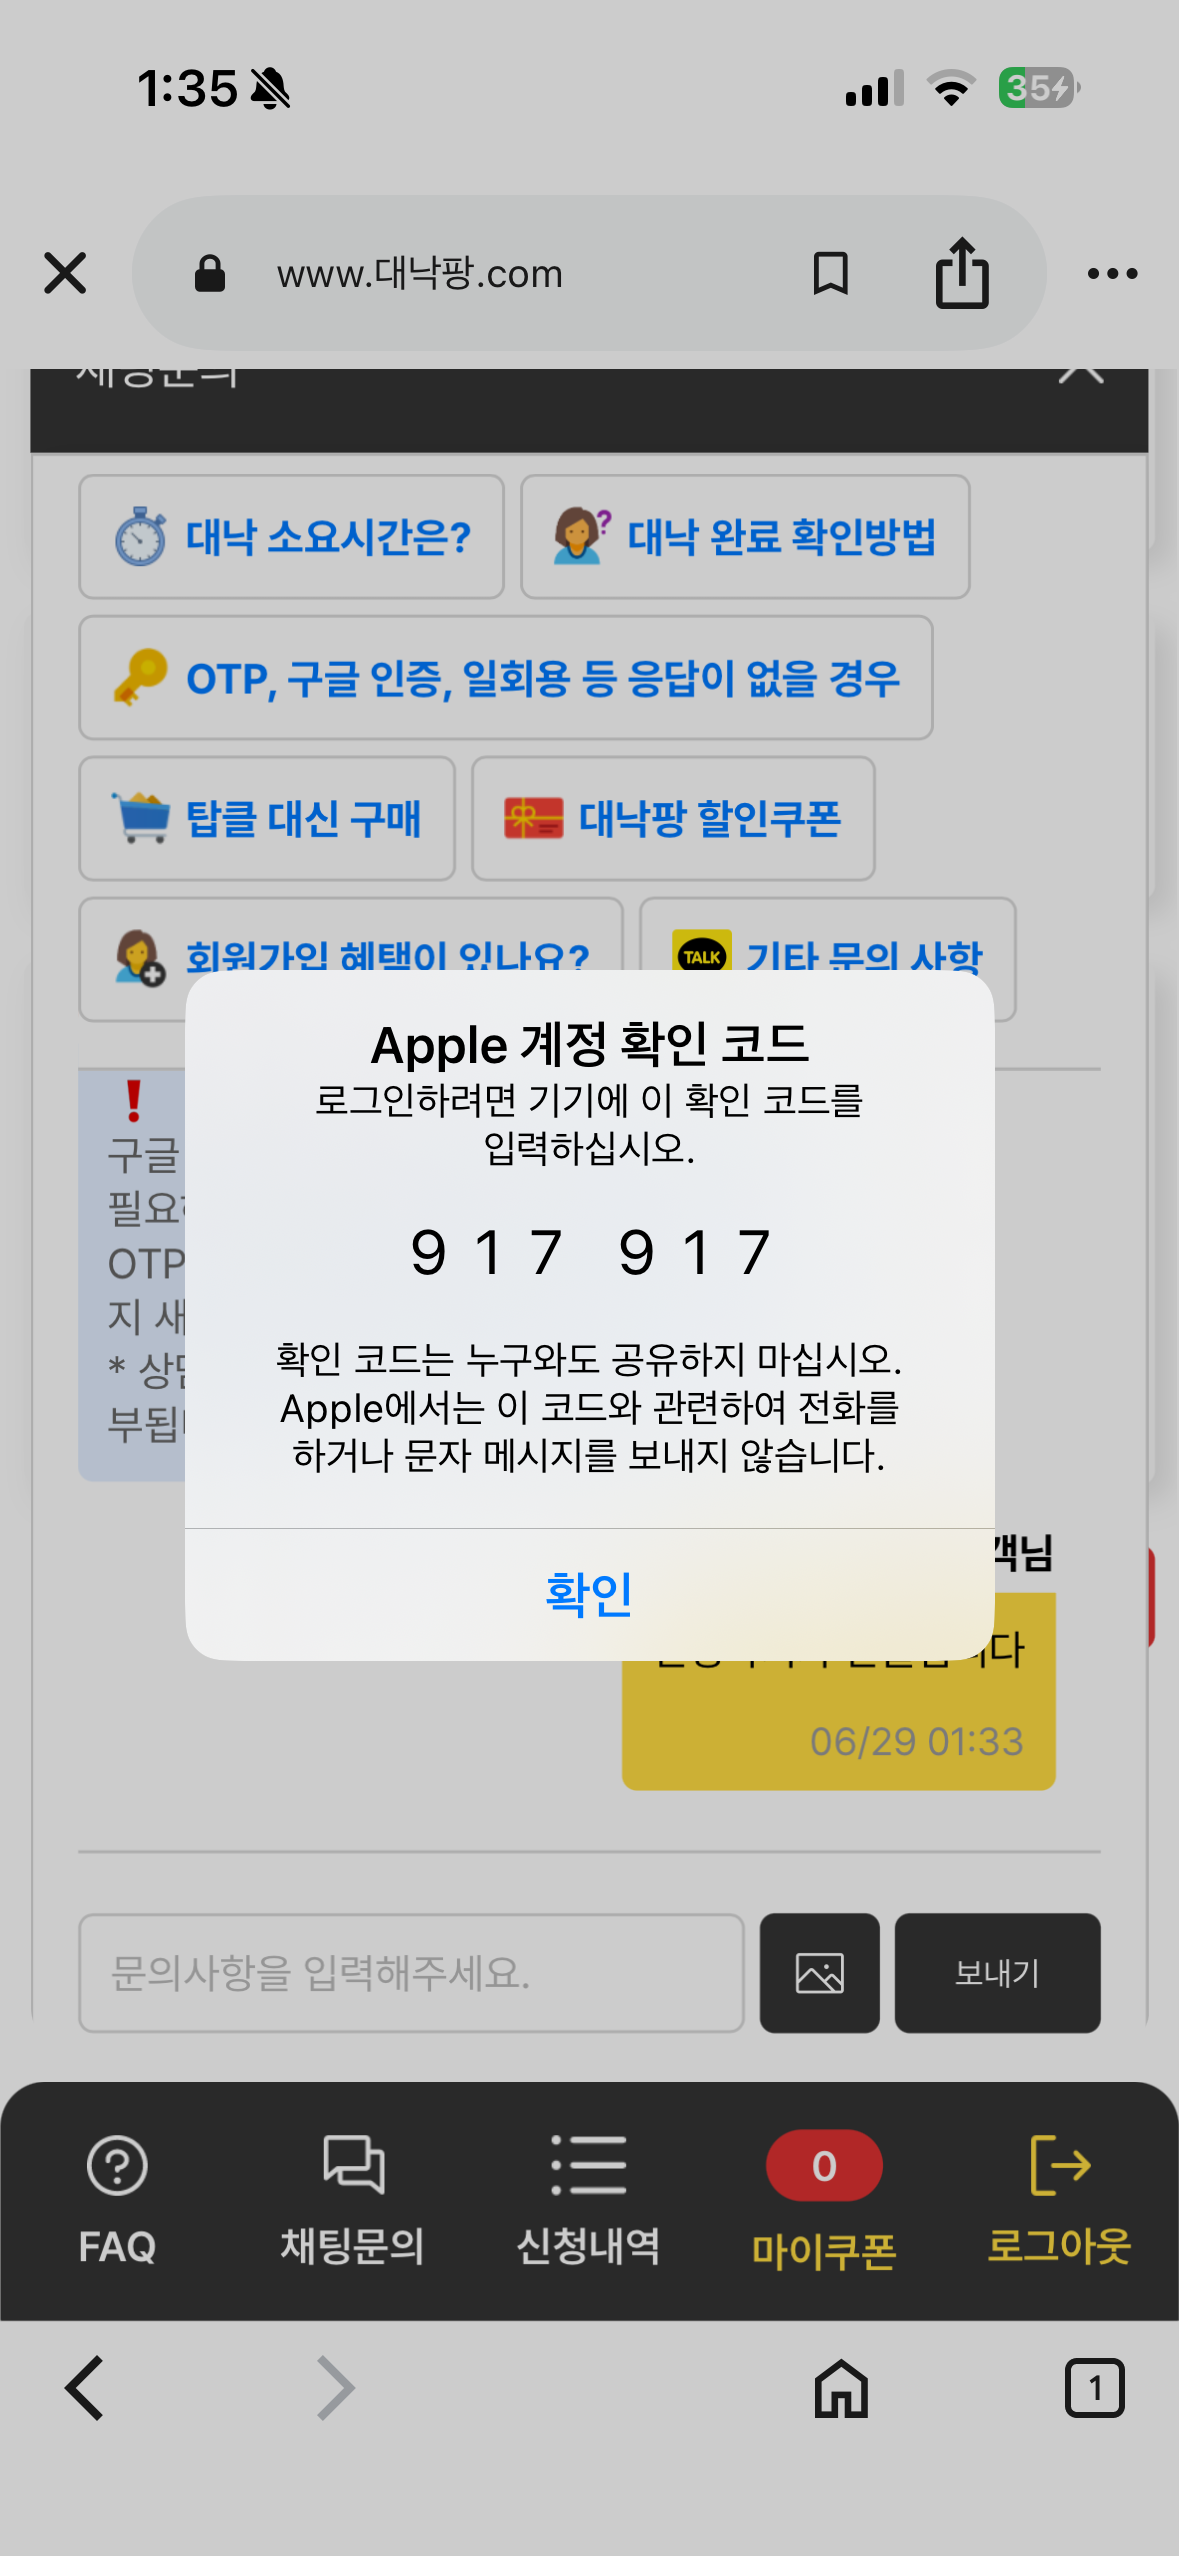 1:35
35
www.대낙팡.com
채팅문의
대낙 소요시간은?
대낙 완료 확인방법
OTP, 구글 인증, 일회용 등 응답이 없을 경우
탑클 대신 구매
대낙팡 할인쿠폰
회원가입 혜택이 있나요?
TALK 기타 문의 사항
Apple 계정 확인 코드
로그인하려면 기기에 이 확인 코드를
입력하십시오.
917 917
확인 코드는 누구와도 공유하지 마십시오.
Apple에서는 이 코드와 관련하여 전화를
하거나 문자 메시지를 보내지 않습니다.
확인
구글
OTP
지 새
06/29 01:33
문의사항을 입력해주세요.
보내기
FAQ
채팅문의
신청내역
0
마이쿠폰
로그아웃
1